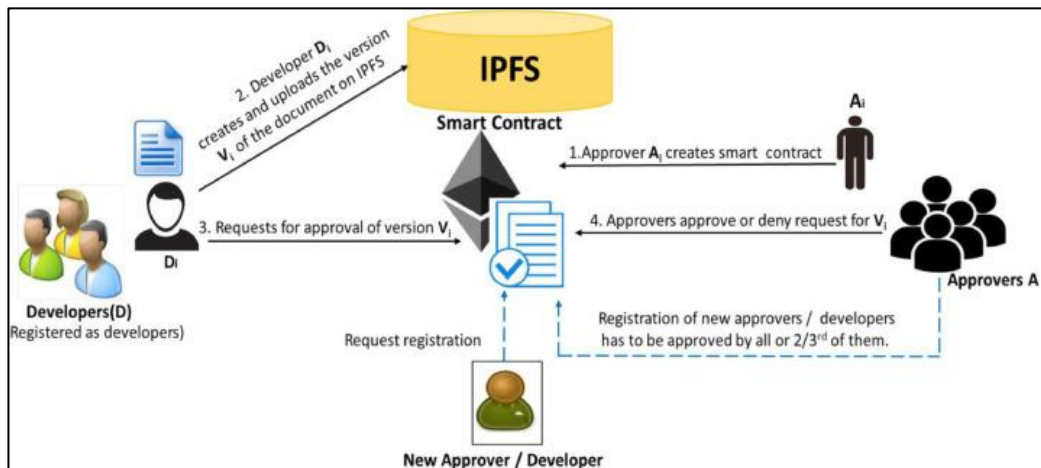 IPFS
Smart Contract
2. Developer Di
creates and uploads the version
Vi of the document on IPFS
Ai
1.Approver Ai creates smart contract
3. Requests for approval of version Vi
Di
4. Approvers approve or deny request for Vi
Approvers A
Developers(D)
Registered as developers)
Request registration
Registration of new approvers / developers
has to be approved by all or 2/3rd of them.
New Approver / Developer